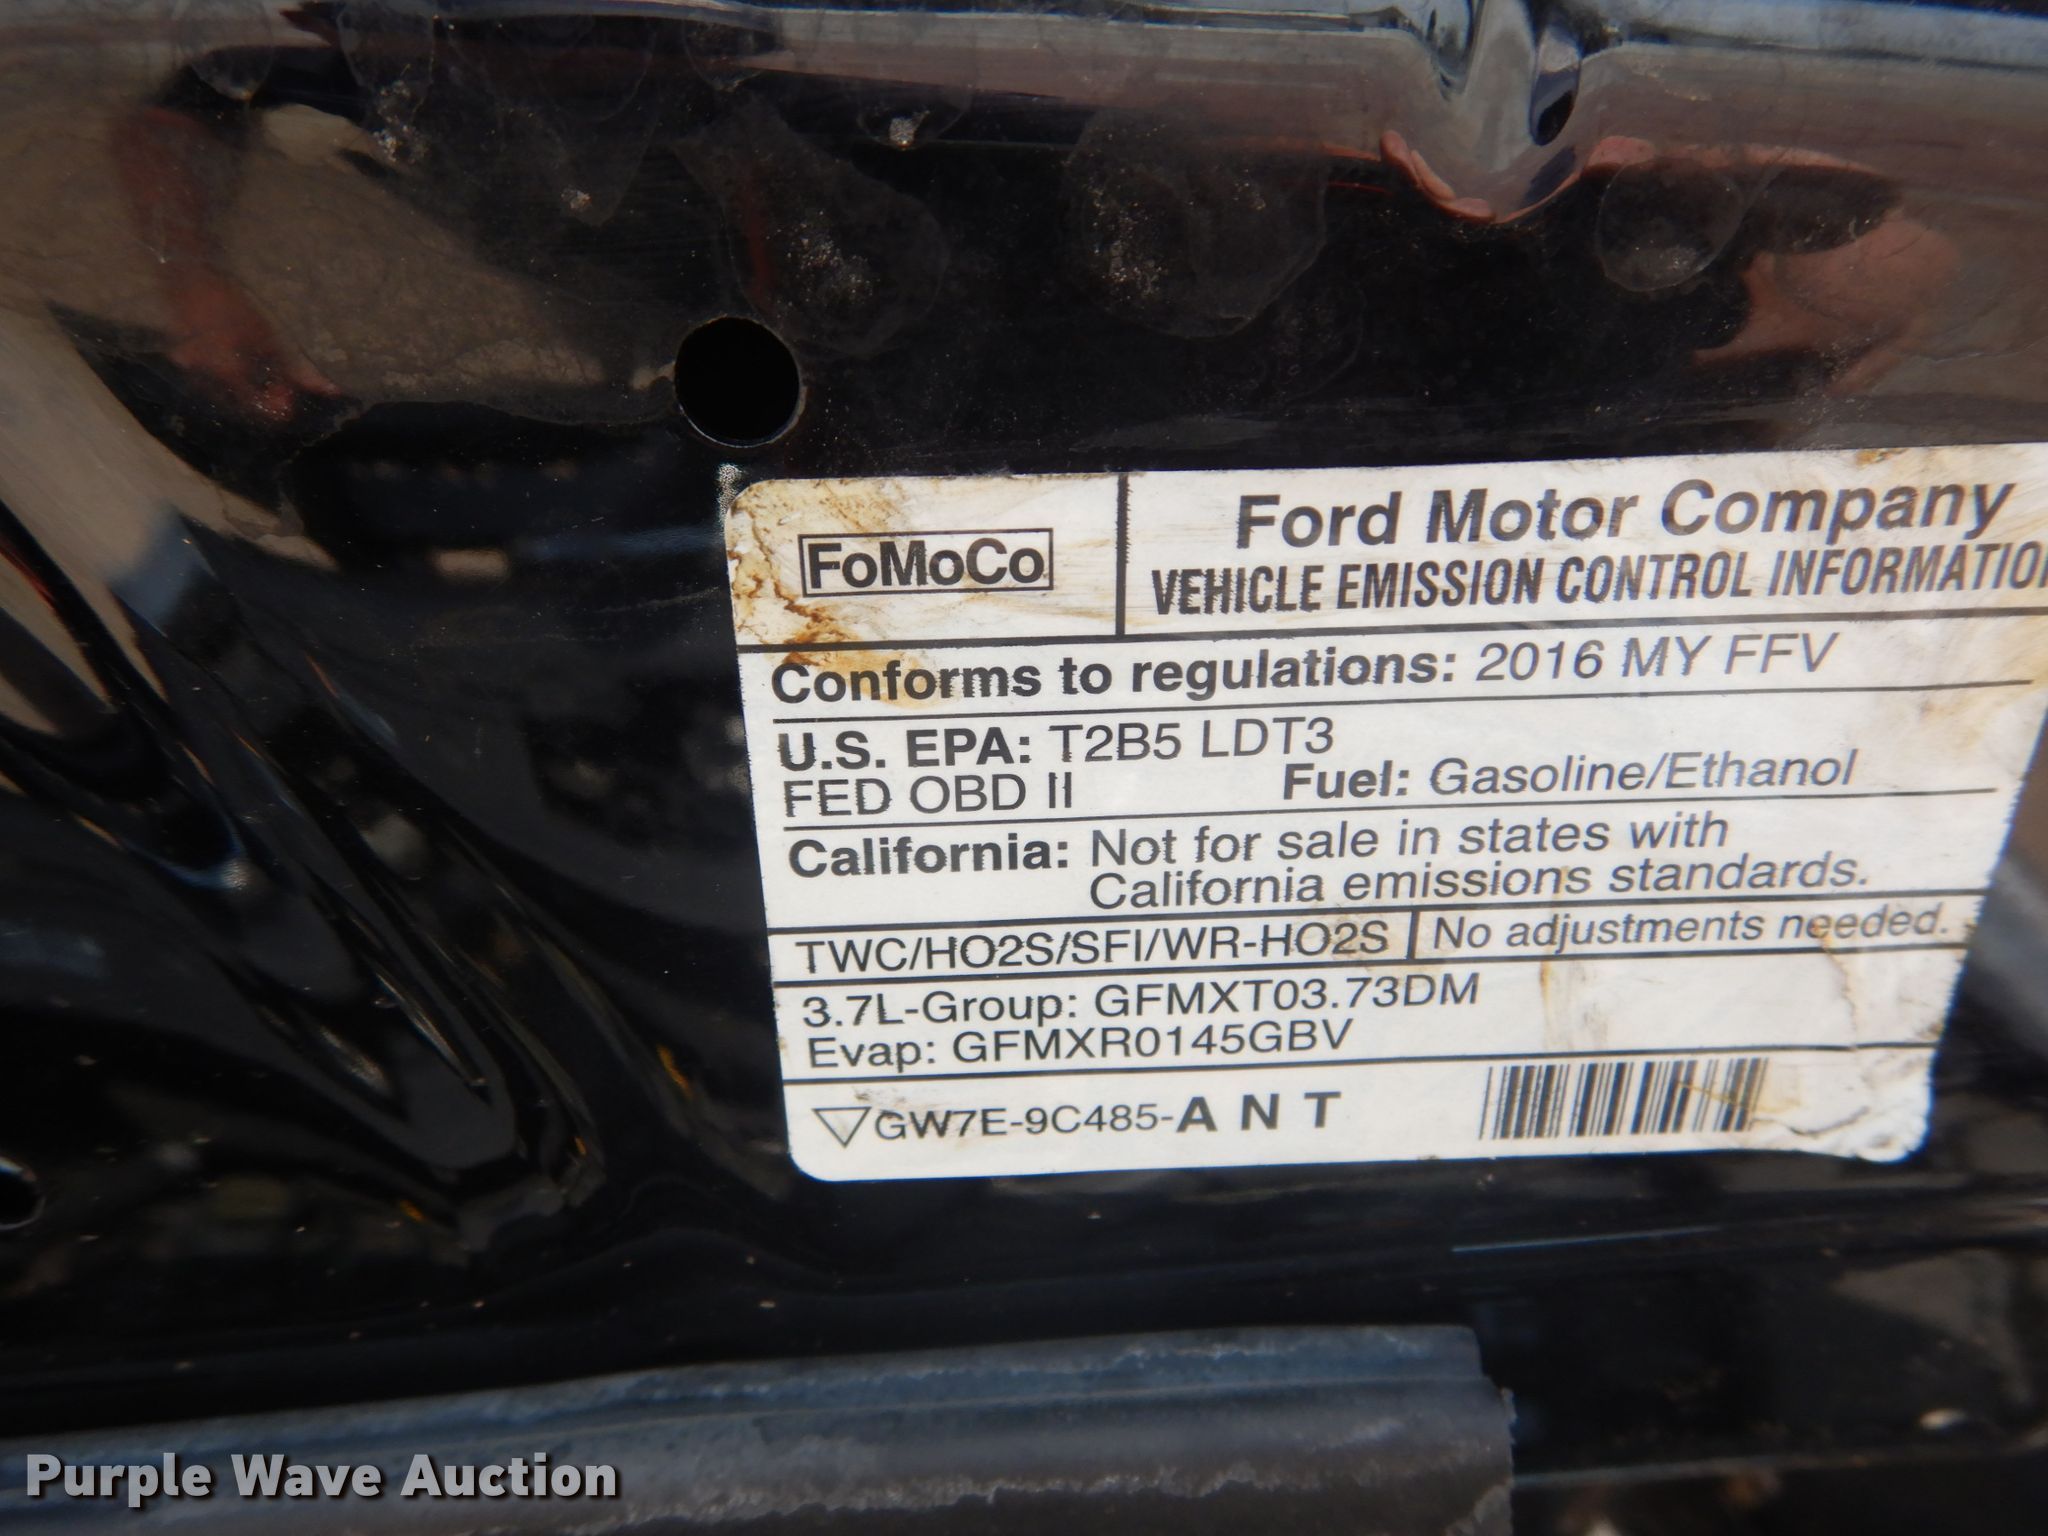 FoMoCo
Ford Motor Company
VEHICLE EMISSION CONTROL INFORMATION
Conforms to regulations: 2016 MY FFV
U.S. EPA: T2B5 LDT3
FED OBD II Fuel: Gasoline/Ethanol
California: Not for sale in states with
California emissions standards.
TWC/HO2S/SFI/WR-HO2S No adjustments needed.
3.7L-Group: GFMXT03.73DM
Evap: GFMXR0145GBV
GW7E-9C485-A N T
Purple Wave Auction